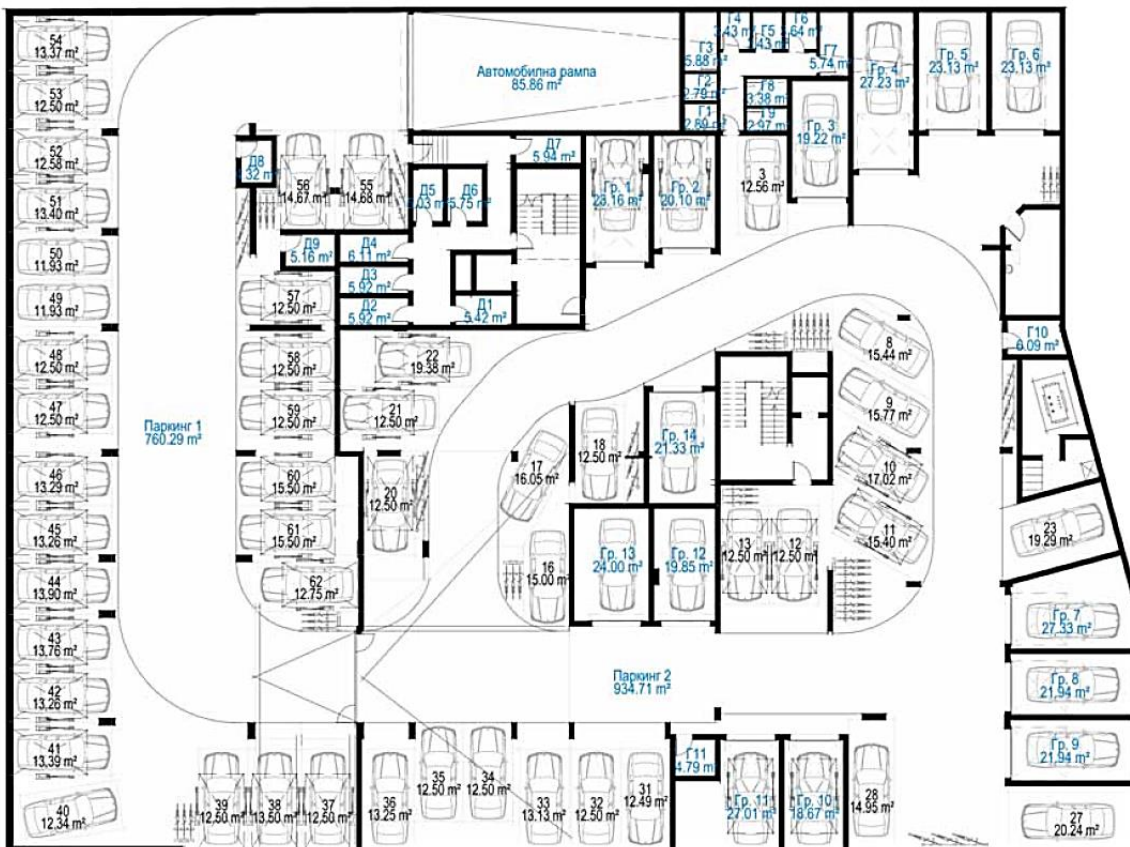 54
13.37 m²
53
12.50 m²
52
12.58 m²
51
13.40 m²
50
11.93 m²
49
11.93 m²
48
12.50 m²
47
12.50 m²
46
13.29 m²
45
13.26 m²
44
13,90 m²
43
13.76 m²
42
13,26 m²
41
13.39 m²
40
12.34 m²
Паркинг 1
760.29 m²
Автомобилна рампа
85.86 m²
56
14.67 m²
55
14.68 m²
Д8
Д9
5.16 m²
57
12.50 m²
58
12.50 m²
59
12.50 m²
60
15.50 m²
61
15.50 m²
62
12.75 m²
Д7
5.94 m²
Д5
Д6
5.75 m²
Д4
6.11 m²
Д3
5.92 m²
Д2
5.92 m²
Д1
5.42 m²
22
19.38 m²
21
12.50 m²
20
12.50 m²
Г4
Г5
Г6
Г3
5.88 m²
Г7
5.74 m²
Г2
2.79 m²
Г8
3.38 m²
Г1
2.89 m²
Г9
2.97 m²
Гр. 1
23.16 m²
Гр. 2
20.10 m²
3
12.56 m²
Гр. 3
19.22 m²
Гр. 4
27.23 m²
Гр. 5
23.13 m²
Гр. 6
23.13 m²
Г10
6.09 m²
8
15.44 m²
9
15.77 m²
10
17.02 m²
11
15.40 m²
Гр. 14
21.33 m²
18
12.50 m²
17
16.05 m²
16
15.00 m²
Гр. 13
24.00 m²
Гр. 12
19.85 m²
13
12.50 m²
12
12.50 m²
23
19.29 m²
Гр. 7
27.33 m²
Гр. 8
21,94 m²
Гр. 9
21,94 m²
Паркинг 2
934.71 m²
39
12.50 m²
38
13.50 m²
37
12.50 m²
36
13.25 m²
35
12.50 m²
34
12.50 m²
33
13.13 m²
32
12.50 m²
31
12.49 m²
Г11
4.79 m²
Гр. 11
27.01 m²
Гр. 10
18.67 m²
28
14.95 m²
27
20.24 m²